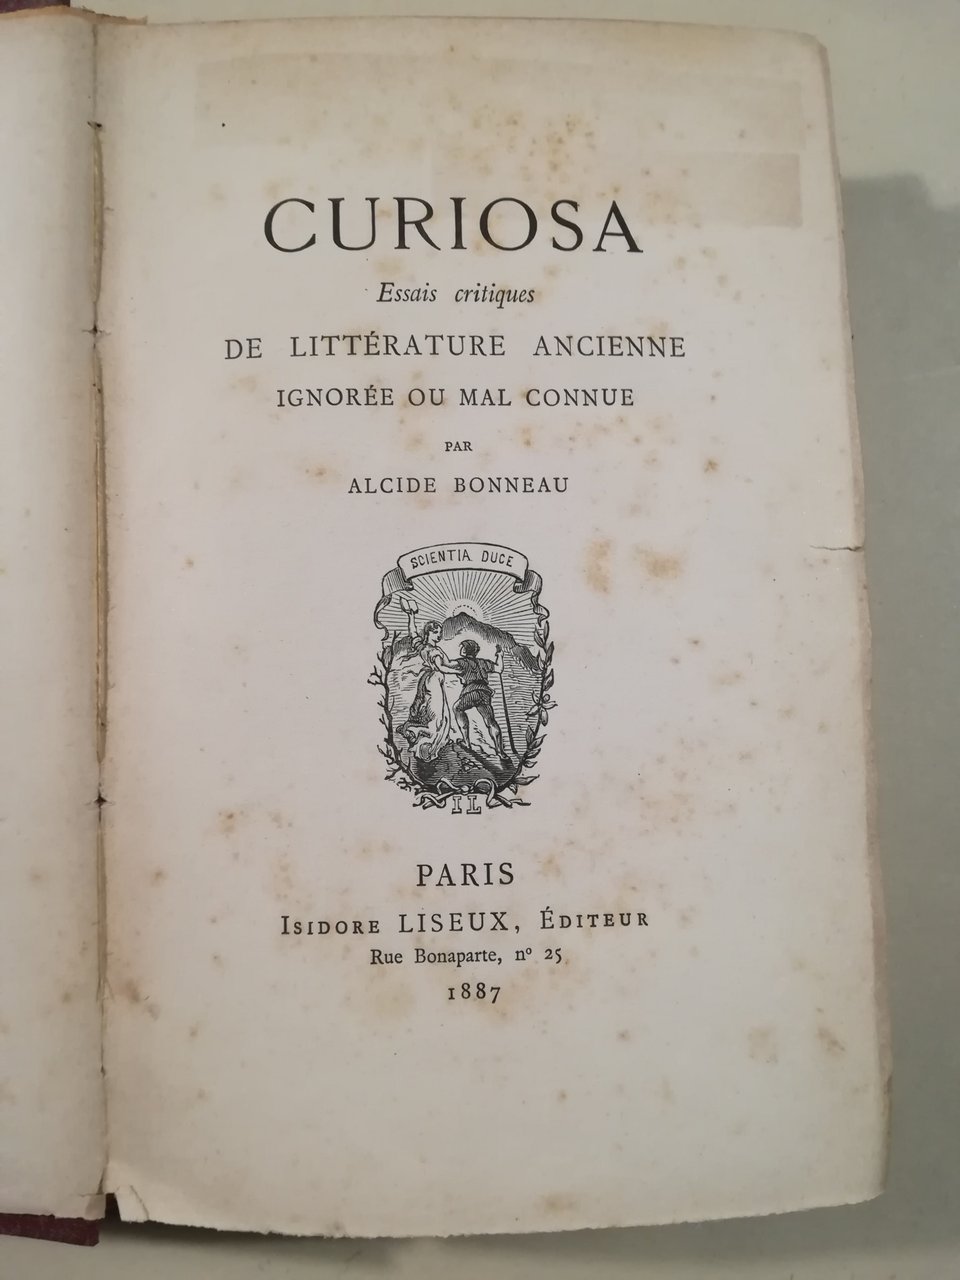 CURIOSA
Essais critiques
DE LITTÉRATURE ANCIENNE
IGNORÉE OU MAL CONNUE
PAR
ALCIDE BONNEAU
SCIENTIA DUCE
IL
PARIS
ISIDORE LISEUX, ÉDITEUR
Rue Bonaparte, nº 25
1887